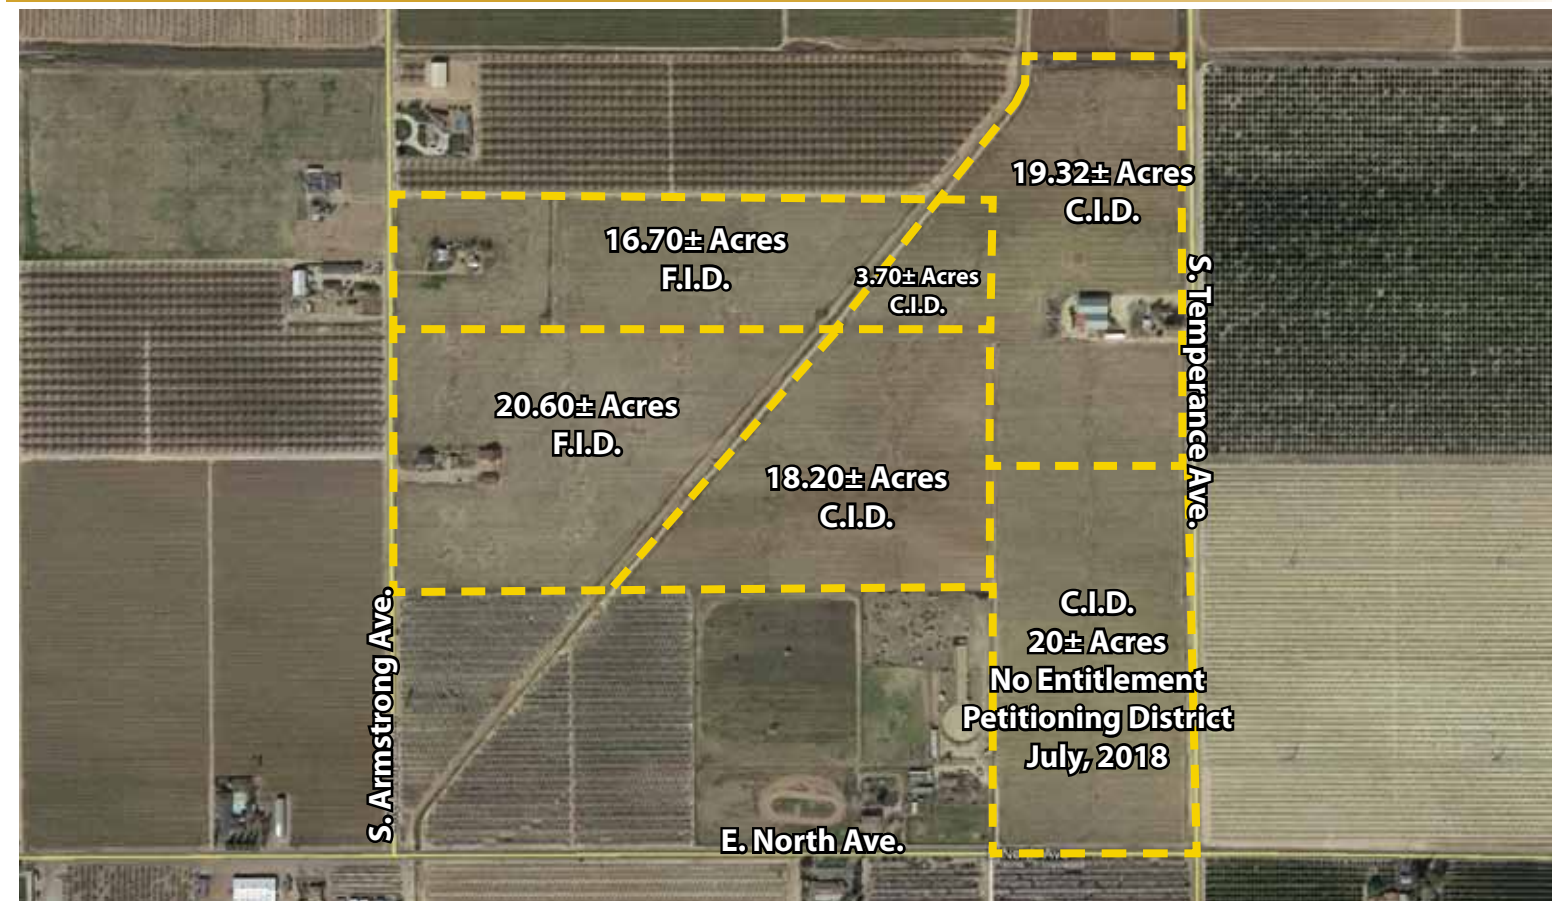 19.32± Acres
C.I.D.
16.70± Acres
F.I.D.
3.70± Acres
C.I.D.
S. Temperance Ave.
20.60± Acres
F.I.D.
18.20± Acres
C.I.D.
C.I.D.
20± Acres
No Entitlement
Petitioning District
July, 2018
S. Armstrong Ave.
E. North Ave.